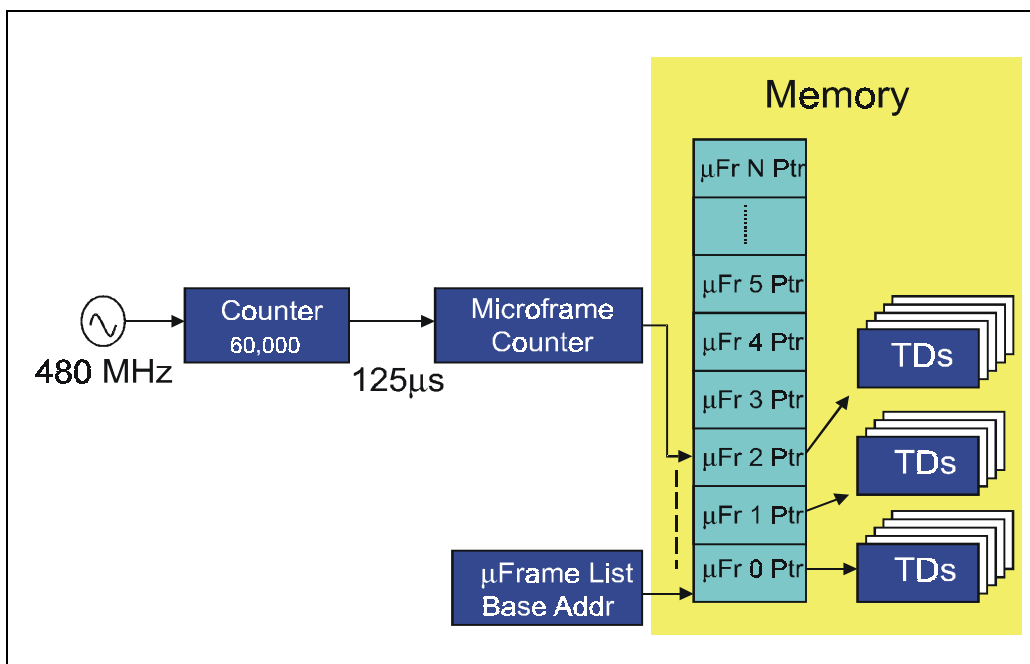 Memory
μFr N Ptr
μFr 5 Ptr
μFr 4 Ptr
μFr 3 Ptr
μFr 2 Ptr
μFr 1 Ptr
μFr 0 Ptr
TDs
TDs
TDs
480 MHz
Counter
60,000
125μs
Microframe
Counter
μFrame List
Base Addr